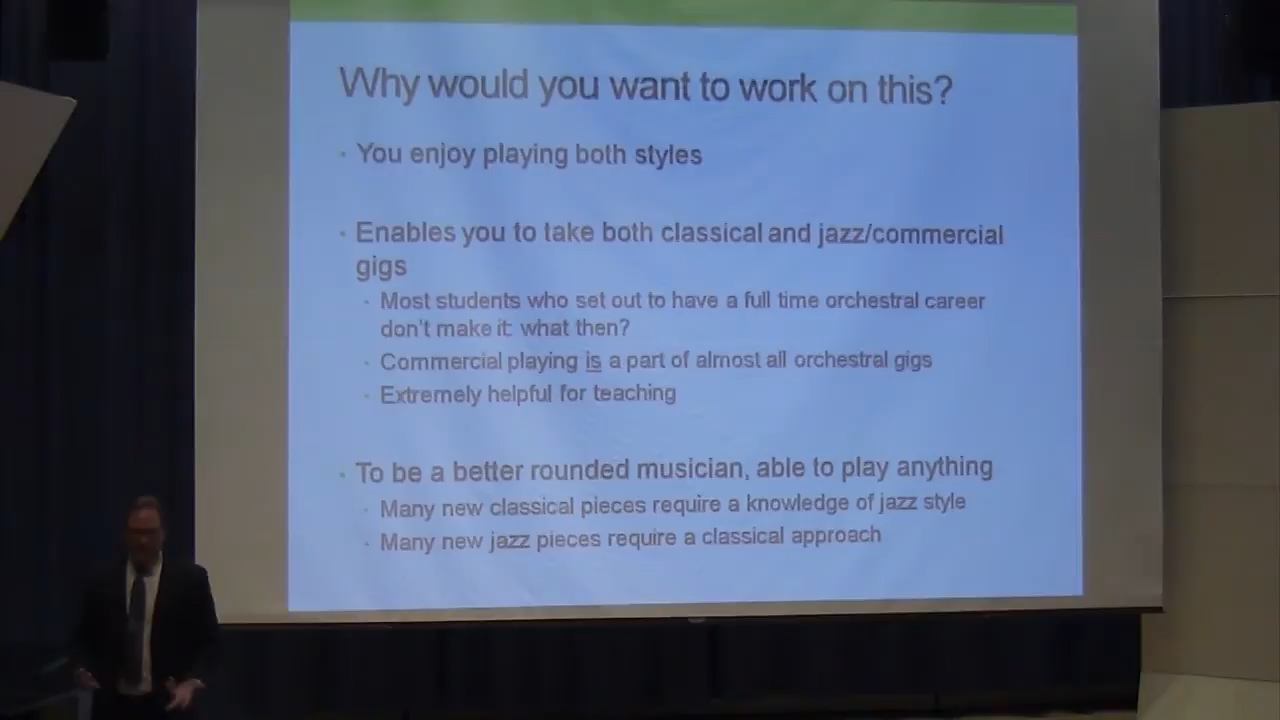 Why would you want to work on this?
· You enjoy playing both styles
· Enables you to take both classical and jazz/commercial
gigs
· Most students who set out to have a full time orchestral career
don't make it: what then?
· Commercial playing is a part of almost all orchestral gigs
· Extremely helpful for teaching
· To be a better rounded musician, able to play anything
· Many new classical pieces require a knowledge of jazz style
· Many new jazz pieces require a classical approach